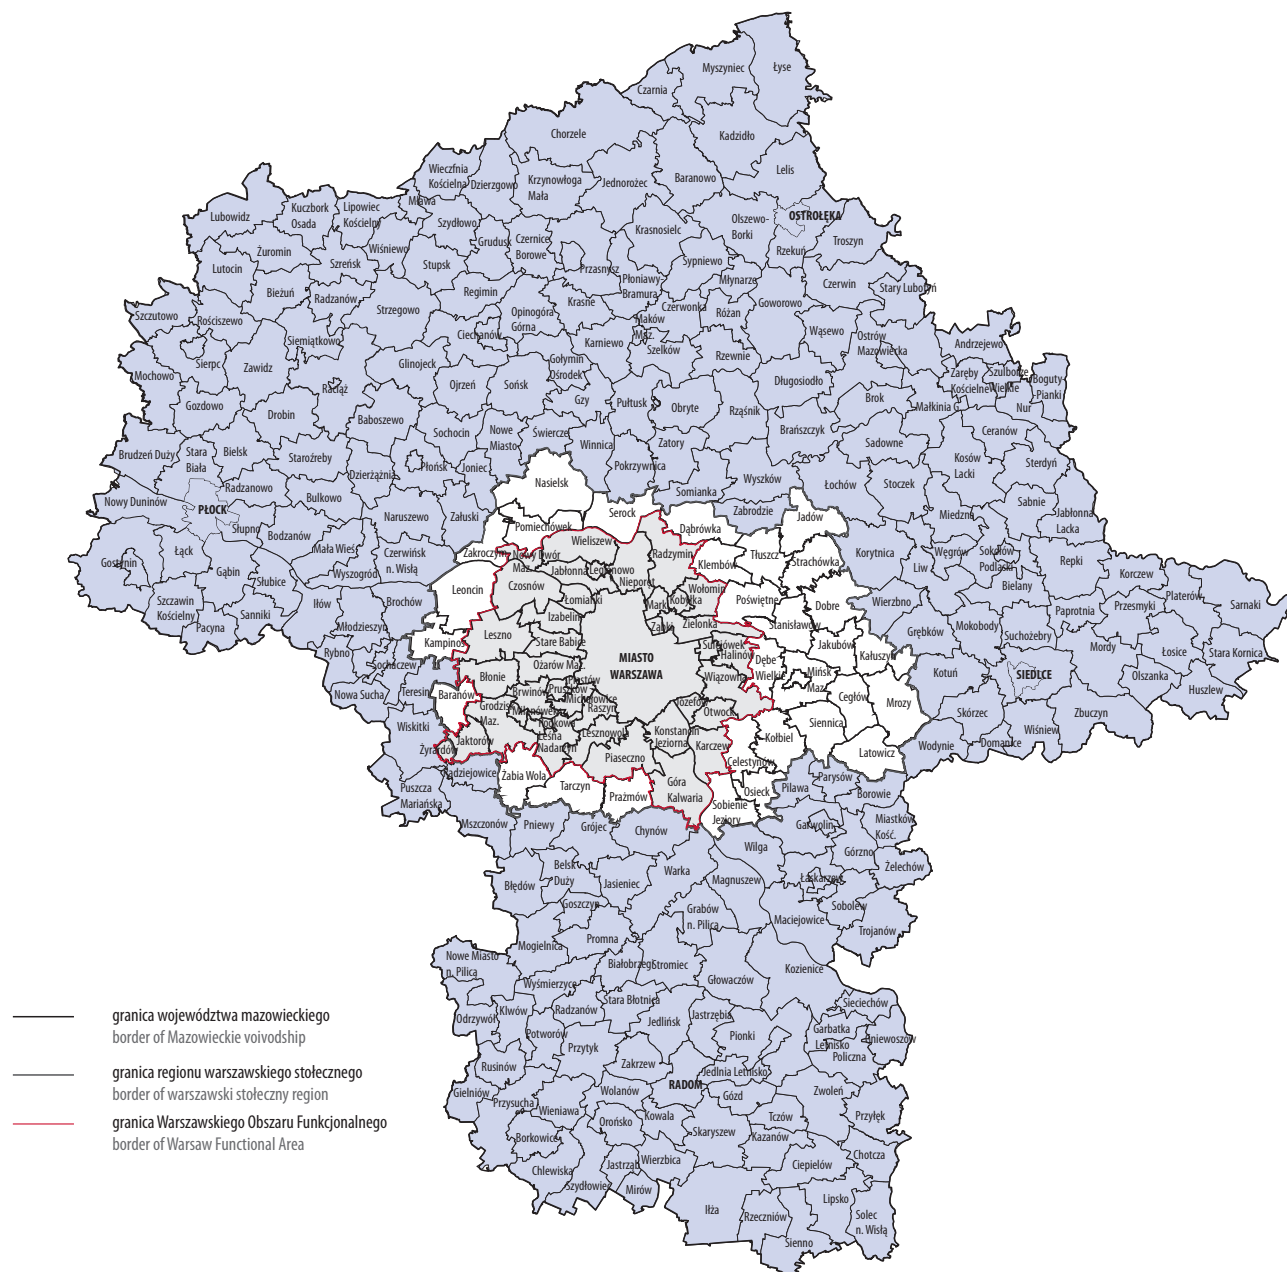 Łyse
Myszyniec
Czarnia
Chorzele
Kadzidło
Lelis
Baranowo
Jednorożec
Krzynowłoga
Mała
Dzierzgowo
Wieczfnia
Kościelna
Mława
Lipowiec
Kościelny
Kuczbork
Osada
Lubowidz
Szydłowo
Olszewo-
Borki
OSTROŁĘKA
Krasnosielc
Rzekuń
Troszyn
Grudusk
Czernice
Borowe
Wiśniewo
Żuromin
Szreńsk
Stupsk
Lutocin
Przasnysz
Sypniewo
Płoniawy-
Bramura
Młynarze
Czerwin
Stary Lubotyń
Bieżuń
Radzanów
Regimin
Krasne
Czerwonka
Goworowo
Strzegowo
Opinogóra
Górna
Różan
Maków
Maz.
Szczutowo
Rościszewo
Siemiątkowo
Ciechanów
Karniewo
Szelków
Rzewnie
Wąsewo
Ostrów
Mazowiecka
Andrzejewo
Sierpc
Zawidz
Glinojeck
Gołymin
Ośrodek
Mochowo
Raciąż
Ojrzeń
Sońsk
Gzy
Pułtusk
Długosiodło
Brok
Zaręby
Kościelne
Szulborze
Wielkie
Boguty-
Pianki
Nur
Małkinia G.
Gozdowo
Drobin
Baboszewo
Obryte
Rząśnik
Sochocin
Nowe
Miasto
Świercze
Winnica
Zatory
Brańszczyk
Sadowne
Ceranów
Kosów
Lacki
Sterdyń
Brudzeń Duży
Stara
Biała
Bielsk
Staroźreby
Dzierżążnia
Płońsk
Joniec
Pokrzywnica
Nasielsk
Wyszków
Łochów
Stoczek
Sabnie
Nowy Duninów
Radzanowo
Bulkowo
Somianka
Zabrodzie
Serock
Jadów
Miedzna
Jabłonna
Lacka
PŁOCK
Słupno
Bodzanów
Naruszewo
Załuski
Pomiechówek
Dąbrówka
Łąck
Mała Wieś
Czerwińsk
n. Wisłą
Zakroczym
Nowy Dwór
Maz.
Wieliszew
Radzymin
Klembów
Tłuszcz
Strachówka
Korytnica
Węgrów
Liw
Sokołów
Podlaski
Repki
Gostynin
Gąbin
Słubice
Wyszogród
Leoncin
Czosnów
Jabłonna
Legionowo
Nieporęt
Wołomin
Kobyłka
Poświętne
Bielany
Korczew
Platerów
Szczawin
Kościelny
Sanniki
Pacyna
Iłów
Brochów
Łomianki
Izabelin
Marki
Ząbki
Zielonka
Stanisławów
Dobre
Wierzbno
Paprotnia
Przesmyki
Sarnaki
Młodzieszyn
Kampinos
Leszno
Stare Babice
Sulejówek
Halinów
Dębe
Wielkie
Jakubów
Kałuszyn
Grębków
Mokobody
Suchożebry
Mordy
Łosice
Stara Kornica
Rybno
Sochaczew
Ożarów Maz.
MIASTO
WARSZAWA
Wiązowna
Mińsk
Maz.
Kotuń
SIEDLCE
Olszanka
Huszlew
Nowa Sucha
Teresin
Baranów
Błonie
Brwinów
Pruszków
Piastów
Michałowice
Raszyn
Józefów
Otwock
Cegłów
Mrozy
Skórzec
Zbuczyn
Wiskitki
Grodzisk
Maz.
Milanówek
Podkowa
Leśna
Nadarzyn
Lesznowola
Konstancin
Jeziorna
Karczew
Kołbiel
Siennica
Wiśniew
Domanice
Wodynie
Jaktorów
Żyrardów
Piaseczno
Celestynów
Latowicz
Radziejowice
Puszcza
Mariańska
Żabia Wola
Tarczyn
Prażmów
Góra
Kalwaria
Osieck
Sobienie
Jeziory
Pilawa
Parysów
Borowie
Mszczonów
Pniewy
Grójec
Chynów
Garwolin
Miastków
Kość.
Wilga
Górzno
Żelechów
Błędów
Belsk
Duży
Jasieniec
Warka
Magnuszew
Łaskarzew
Sobolew
Goszczyn
Grabów
n. Pilicą
Maciejowice
Trojanów
Mogielnica
Promna
Nowe Miasto
n. Pilicą
Białobrzegi
Stromiec
Kozienice
Wyśmierzyce
Głowaczów
Sieciechów
Klwów
Odrzywół
Radzanów
Stara Błotnica
Jastrzębia
Jedlińsk
Garbatka
Letnisko
Gniewoszów
Potworów
Przytyk
Pionki
Policzna
Rusinów
Zakrzew
Jedlnia Letnisko
RADOM
Gielniów
Przysucha
Wolanów
Gózd
Zwoleń
Wieniawa
Orońsko
Kowala
Tczów
Przyłęk
Borkowice
Skaryszew
Kazanów
Chlewiska
Jastrząb
Wierzbica
Ciepielów
Chotcza
Szydłowiec
Mirów
Iłża
Rzeczniów
Lipsko
Solec
n. Wisłą
Sienno
granica województwa mazowieckiego
border of Mazowieckie voivodship
granica regionu warszawskiego stołecznego
border of warszawski stołeczny region
granica Warszawskiego Obszaru Funkcjonalnego
border of Warsaw Functional Area